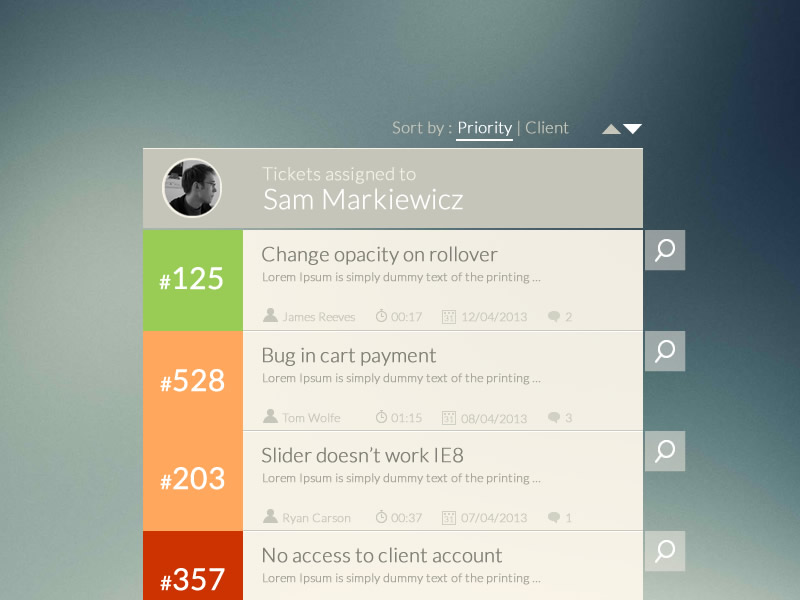 Sort by : Priority | Client
Tickets assigned to
Sam Markiewicz
#125
Change opacity on rollover
Lorem Ipsum is simply dummy text of the printing ...
James Reeves 00:17 31 12/04/2013 2
#528
Bug in cart payment
Lorem Ipsum is simply dummy text of the printing ...
Tom Wolfe 01:15 31 08/04/2013 3
#203
Slider doesn’t work IE8
Lorem Ipsum is simply dummy text of the printing ...
Ryan Carson 00:37 31 07/04/2013 1
#357
No access to client account
Lorem Ipsum is simply dummy text of the printing ...